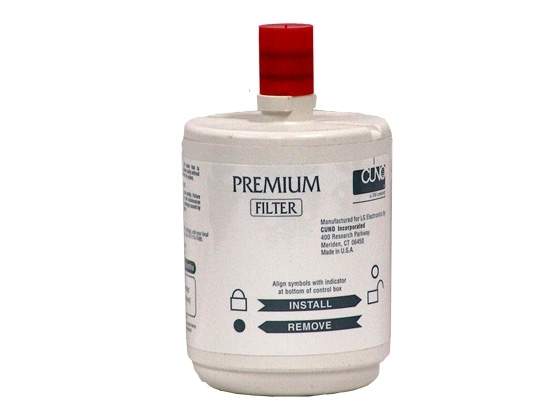 CUNO
PREMIUM
FILTER
Manufactured for LG Electronics by
CUNO Incorporated
400 Research Parkway
Meriden, CT 06450
Made in U.S.A.
Align symbols with indicator
at bottom of control box
INSTALL
REMOVE